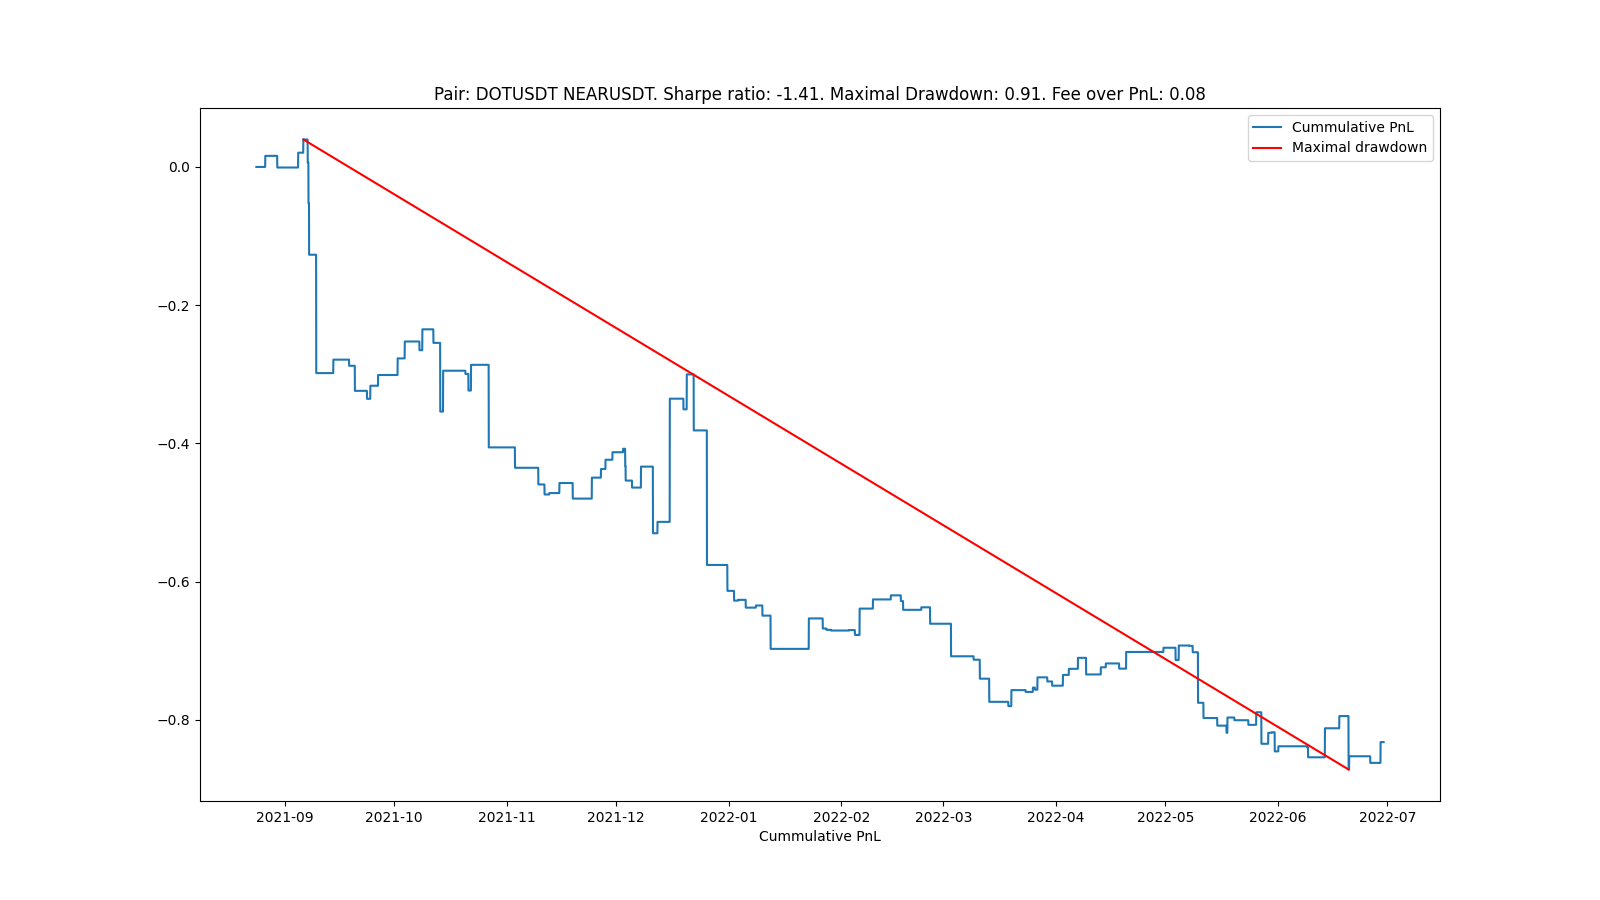 Pair: DOTUSDT NEARUSDT. Sharpe ratio: -1.41. Maximal Drawdown: 0.91. Fee over PnL: 0.08
Cummulative PnL
Maximal drawdown
0.0
−0.2
−0.4
−0.6
−0.8
2021-09 2021-10 2021-11 2021-12 2022-01 2022-02 2022-03 2022-04 2022-05 2022-06 2022-07
Cummulative PnL